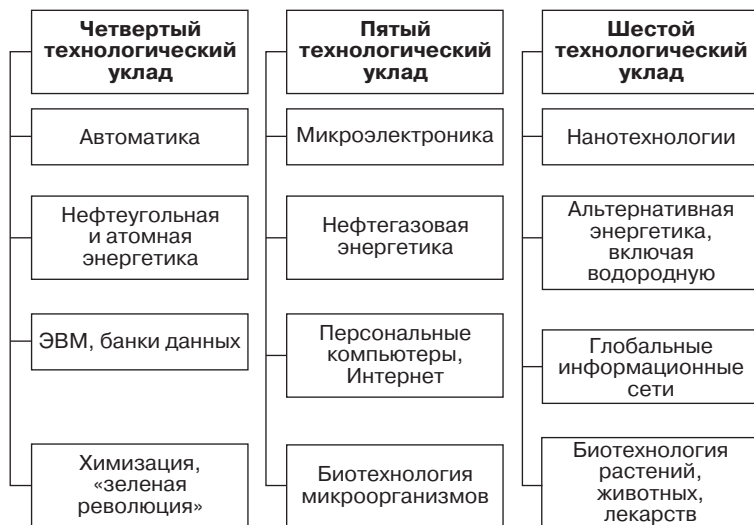 Четвертый
технологический
уклад
Автоматика
Нефтеугольная
и атомная
энергетика
ЭВМ, банки данных
Химизация,
«зеленая
революция»
Пятый
технологический
уклад
Микроэлектроника
Нефтегазовая
энергетика
Персональные
компьютеры,
Интернет
Биотехнология
микроорганизмов
Шестой
технологический
уклад
Нанотехнологии
Альтернативная
энергетика,
включая
водородную
Глобальные
информационные
сети
Биотехнология
растений,
животных,
лекарств